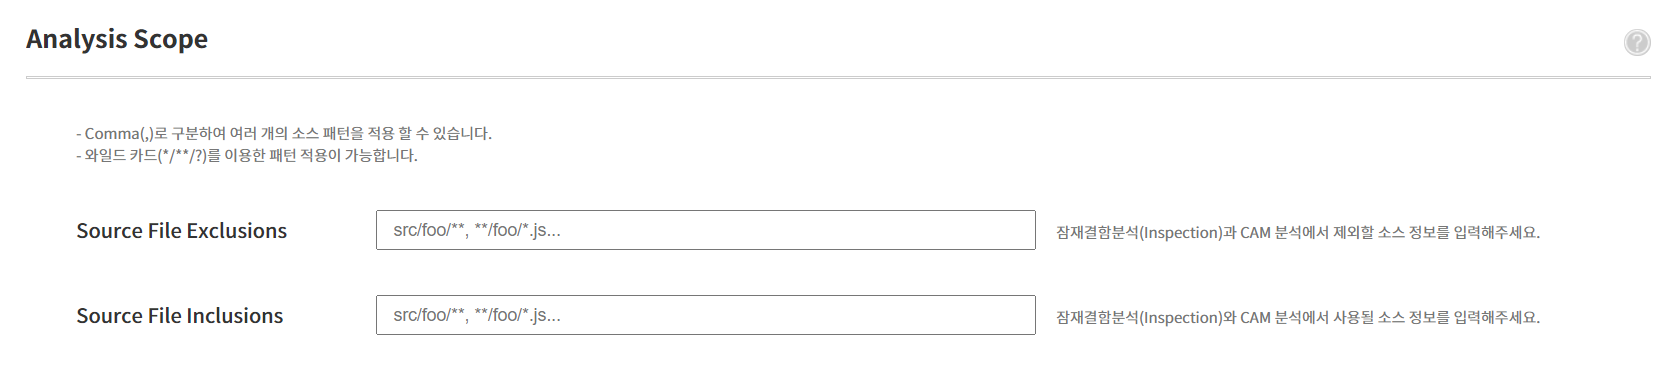 Analysis Scope
?
- Comma(,)로 구분하여 여러 개의 소스 패턴을 적용 할 수 있습니다.
- 와일드 카드(*/**/?)를 이용한 패턴 적용이 가능합니다.
Source File Exclusions
src/foo/**, **/foo/*.js...
잠재결함분석(Inspection)과 CAM 분석에서 제외할 소스 정보를 입력해주세요.
Source File Inclusions
src/foo/**, **/foo/*.js...
잠재결함분석(Inspection)와 CAM 분석에서 사용될 소스 정보를 입력해주세요.